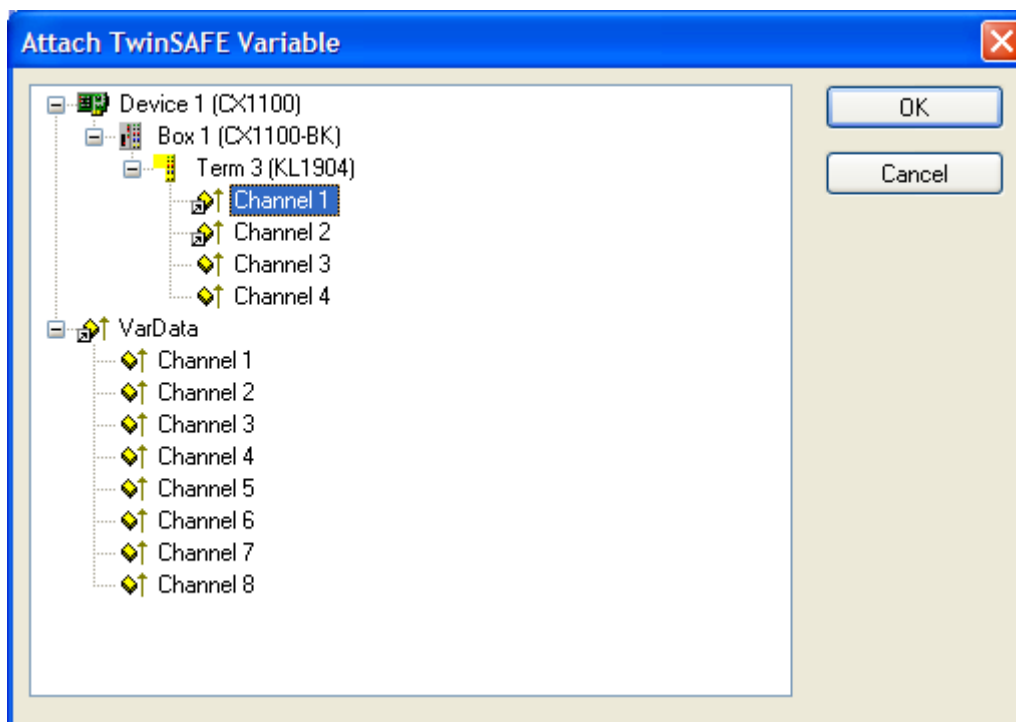 Attach TwinSAFE Variable
Device 1 (CX1100)
OK
Box 1 (CX1100-BK)
Term 3 (KL1904)
Cancel
Channel 1
Channel 2
Channel 3
Channel 4
VarData
Channel 1
Channel 2
Channel 3
Channel 4
Channel 5
Channel 6
Channel 7
Channel 8